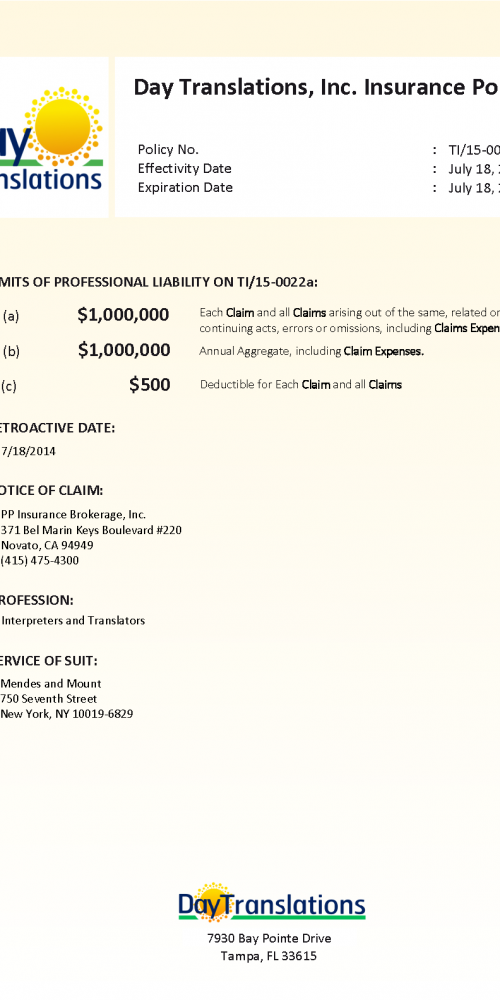 ay
nslations
Day Translations, Inc. Insurance Po
Policy No. : TI/15-00
Effectivity Date : July 18, 2
Expiration Date : July 18, 2
MITS OF PROFESSIONAL LIABILITY ON TI/15-0022a:
(a) $1,000,000 Each Claim and all Claims arising out of the same, related or
continuing acts, errors or omissions, including Claims Expen
(b) $1,000,000 Annual Aggregate, including Claim Expenses.
(c) $500 Deductible for Each Claim and all Claims
ETROACTIVE DATE:
7/18/2014
OTICE OF CLAIM:
PP Insurance Brokerage, Inc.
371 Bel Marin Keys Boulevard #220
Novato, CA 94949
(415) 475-4300
ROFESSION:
Interpreters and Translators
ERVICE OF SUIT:
Mendes and Mount
750 Seventh Street
New York, NY 10019-6829
DayTranslations
7930 Bay Pointe Drive
Tampa, FL 33615